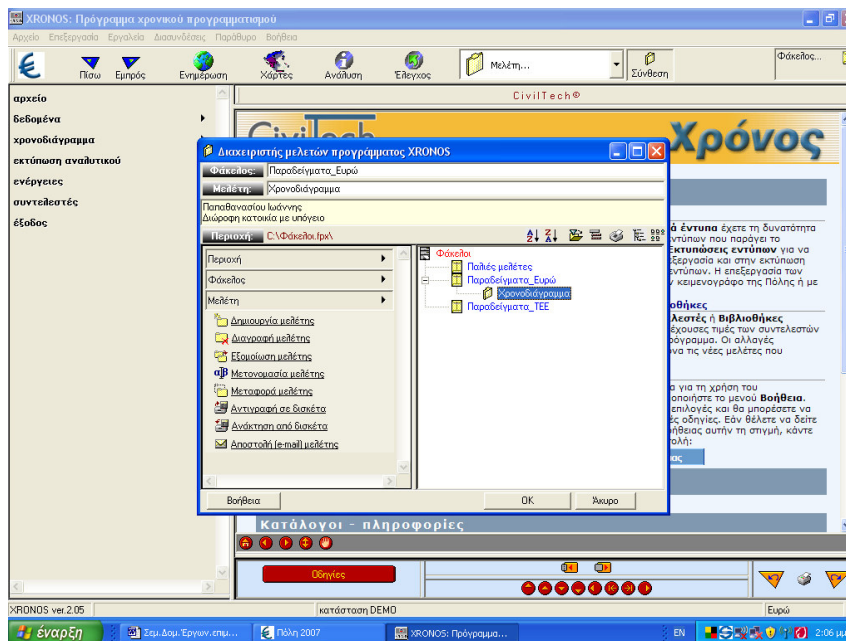 XRONOS: Πρόγραμμα χρονικού προγραμματισμού
Αρχείο Επεξεργασία Εργαλεία Διασυνδέσεις Παράθυρο Βοήθεια
Πίσω Εμπρός Ενημέρωση Χάρτες Ανάλυση Έλεγχος Μελέτη... Σύνθεση Φάκελος...
αρχείο
δεδομένα
χρονοδιάγραμμα
εκτύπωση αναλυτικού
ενέργειες
συντελεστές
έξοδος
CivilTech®
CivilTech Χρόνος
Διαχειριστής μελετών προγράμματος XRONOS
Φάκελος: Παραδείγματα_Ευρώ
Μελέτη: Χρονοδιάγραμμα
Παπαθανασίου Ιωάννης
Διώροφη κατοικία με υπόγειο
Περιοχή: C:\Φάκελοι.fpx\
Περιοχή
Φάκελος
Μελέτη
Δημιουργία μελέτης
Διαγραφή μελέτης
Εξομοίωση μελέτης
Μετονομασία μελέτης
Μεταφορά μελέτης
Αντιγραφή σε δισκέτα
Ανάκτηση από δισκέτα
Αποστολή (e-mail) μελέτης
Φάκελοι
Παλιές μελέτες
Παραδείγματα_Ευρώ
Χρονοδιάγραμμα
Παραδείγματα_ΤΕΕ
Βοήθεια OK Άκυρο
ά έντυπα έχετε τη δυνατότητα
ντύπων που παράγει το
Εκτυπώσεις εντύπων για να
ξεργασία και στην εκτύπωση
εντύπων. Η επεξεργασία των
ν κειμενογράφο της Πόλης ή με
οθήκες
λεστές ή Βιβλιοθήκες
έχουσες τιμές των συντελεστών
ρόγραμμα. Οι αλλαγές
να τις νέες μελέτες που
α για τη χρήση του
οποιήστε το μενού Βοήθεια.
επιλογές και θα μπορέσετε να
ές οδηγίες. Εάν θέλετε να δείτε
ήθειας αυτήν τη στιγμή, κάντε
ολή:
ας
Κατάλογοι - πληροφορίες
Οδηγίες
XRONOS ver.2.05 κατάσταση DEMO Ευρώ
έναρξη Σεμ.Δομ.Έργων.επιμ... Πόλη 2007 XRONOS: Πρόγραμμα... EN 2:06 μμ